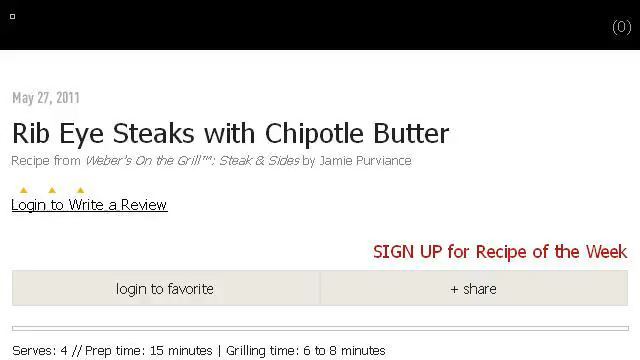 (0)
May 27, 2011
Rib Eye Steaks with Chipotle Butter
Recipe from Weber's On the Grill™: Steak & Sides by Jamie Purviance
Login to Write a Review
SIGN UP for Recipe of the Week
login to favorite
+ share
Serves: 4 // Prep time: 15 minutes | Grilling time: 6 to 8 minutes